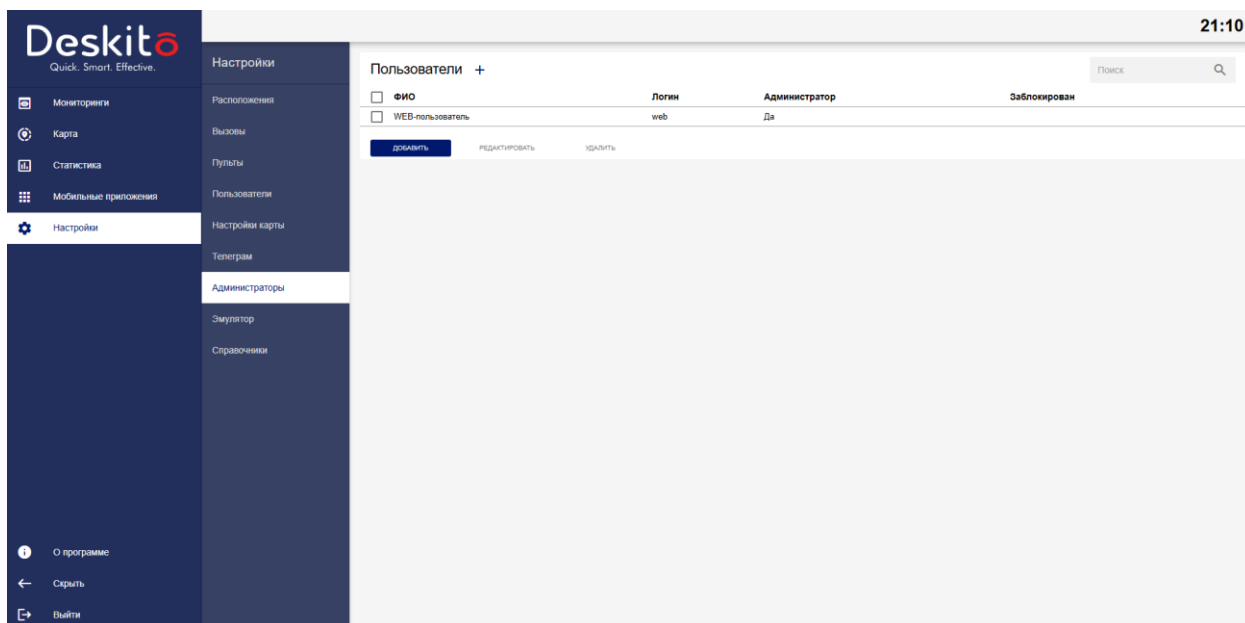 Deskitō
Quick. Smart. Effective.
21:10
Мониторинги
Карта
Статистика
Мобильные приложения
Настройки
О программе
Скрыть
Выйти
Настройки
Расположения
Вызовы
Пульты
Пользователи
Настройки карты
Телеграм
Администраторы
Эмулятор
Справочники
Пользователи +
Поиск
ФИО Логин Администратор Заблокирован
WEB-пользователь web Да
ДОБАВИТЬ РЕДАКТИРОВАТЬ УДАЛИТЬ